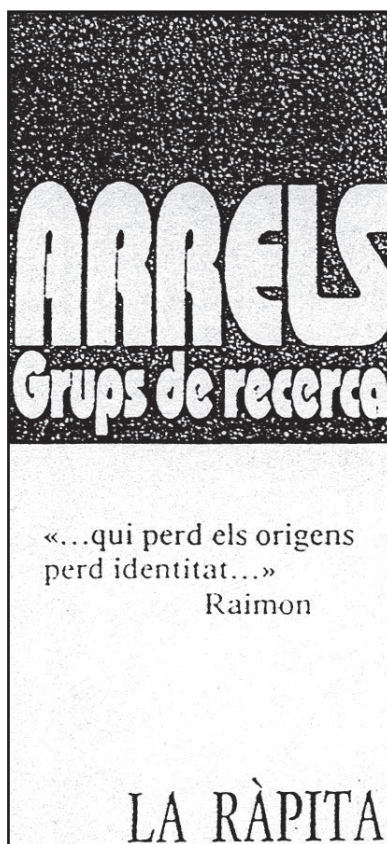 ARRELS
Grups de recerca
«...qui perd els origens
perd identitat...»
Raimon
LA RÀPITA